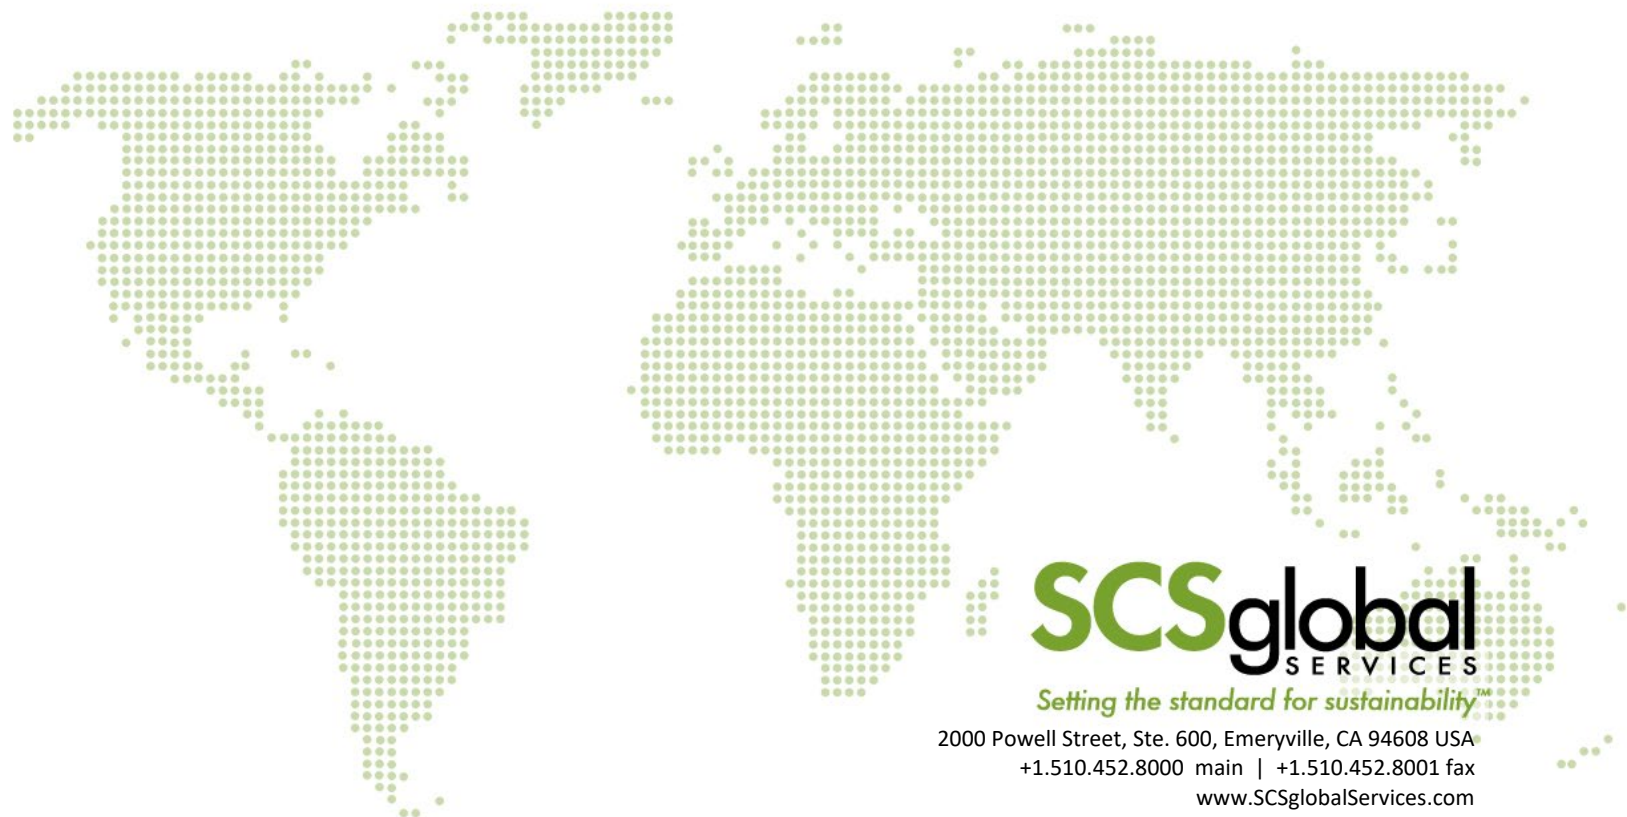 SCSglobal
SERVICES
Setting the standard for sustainability™
2000 Powell Street, Ste. 600, Emeryville, CA 94608 USA
+1.510.452.8000 main | +1.510.452.8001 fax
www.SCSglobalServices.com